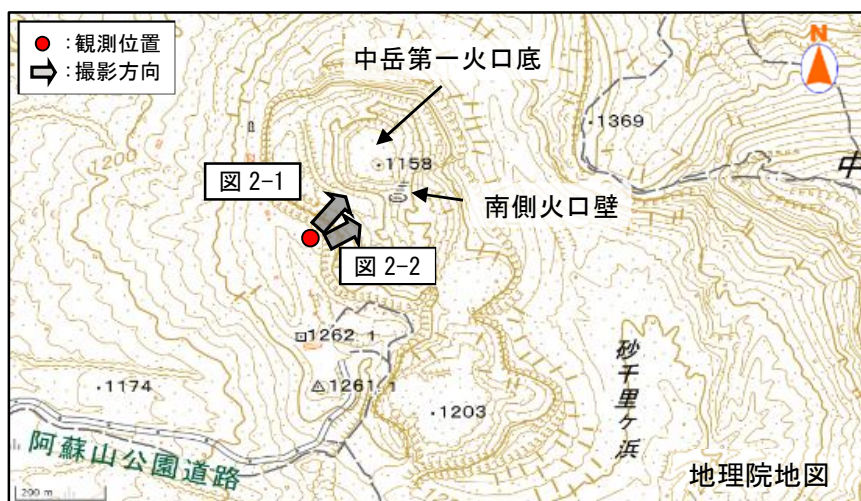 ：観測位置
：撮影方向
N
中岳第一火口底
1369
中
1200
1158
図 2-1
南側火口壁
図 2-2
1262.1
砂千里ヶ浜
1174
1261.1
1203
阿蘇山公園道路
地理院地図
200 m